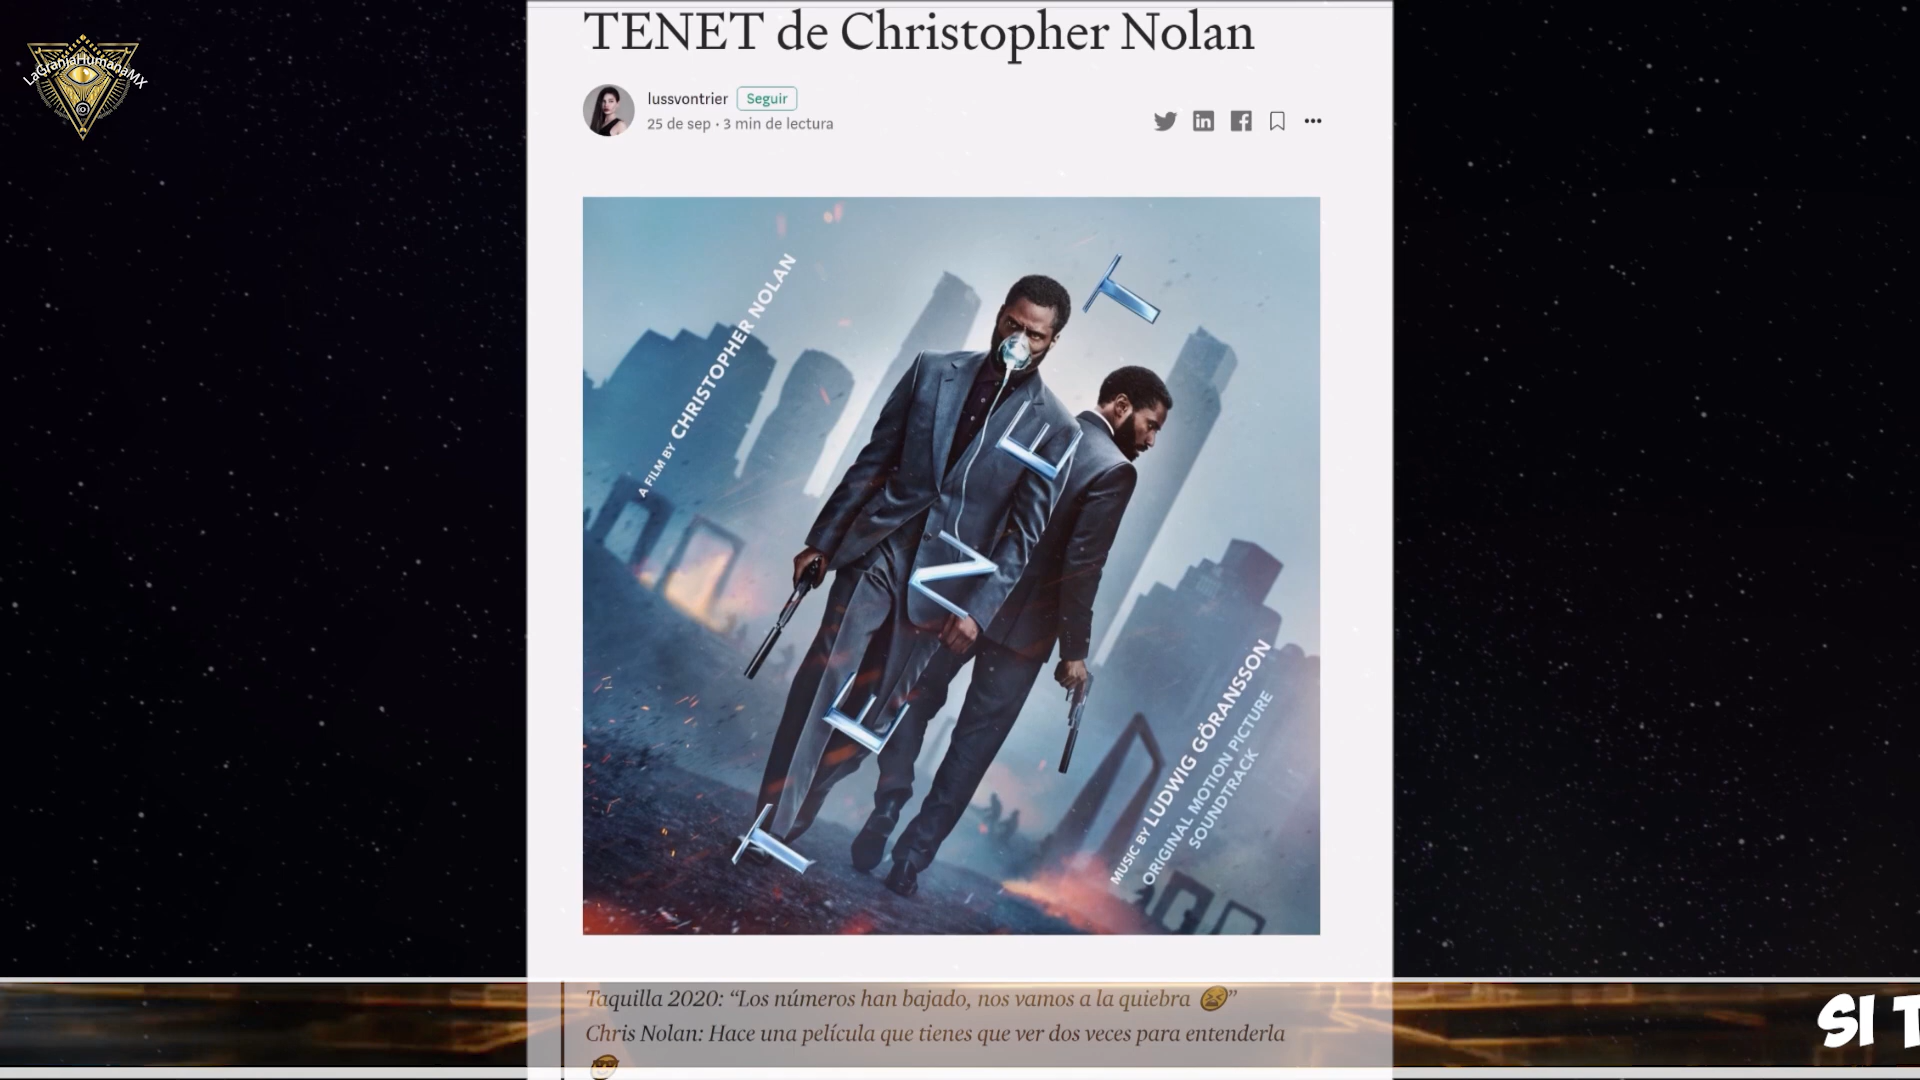 TENET de Christopher Nolan
LaGranjaHumanaMX
lussvontrier Seguir
25 de sep · 3 min de lectura
A FILM BY CHRISTOPHER NOLAN
TENET
MUSIC BY LUDWIG GÖRANSSON
ORIGINAL MOTION PICTURE
SOUNDTRACK
Taquilla 2020: “Los números han bajado, nos vamos a la quiebra 😫”
Chris Nolan: Hace una película que tienes que ver dos veces para entenderla
😎
SI T